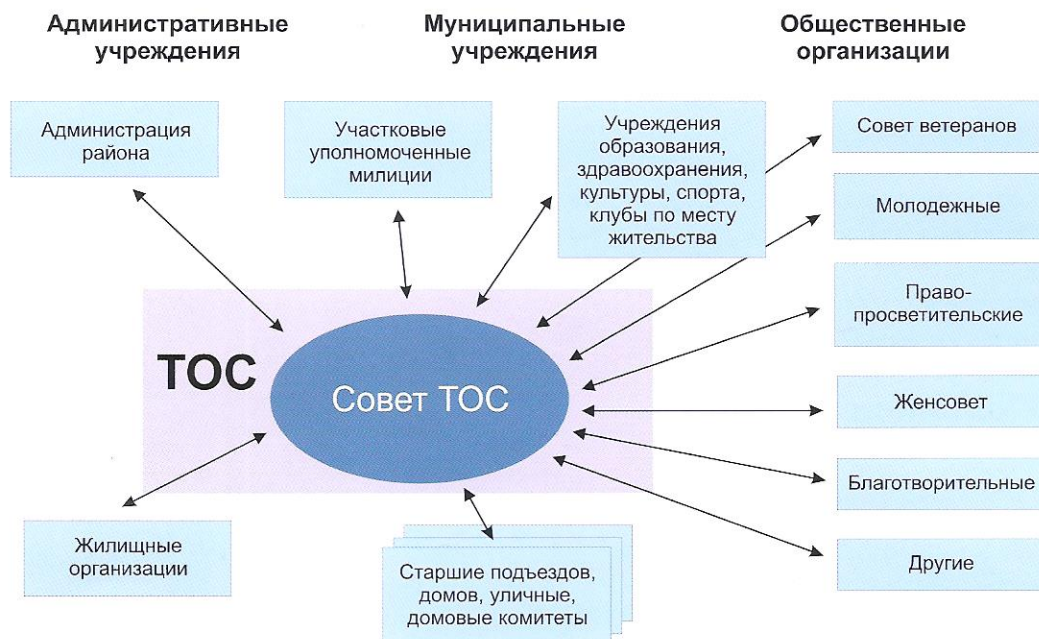 Административные
учреждения
Муниципальные
учреждения
Общественные
организации
Администрация
района
Участковые
уполномоченные
милиции
Учреждения
образования,
здравоохранения,
культуры, спорта,
клубы по месту
жительства
Совет ветеранов
Молодежные
Право-
просветительские
Женсовет
Благотворительные
Другие
ТОС
Совет ТОС
Жилищные
организации
Старшие подъездов,
домов, уличные,
домовые комитеты